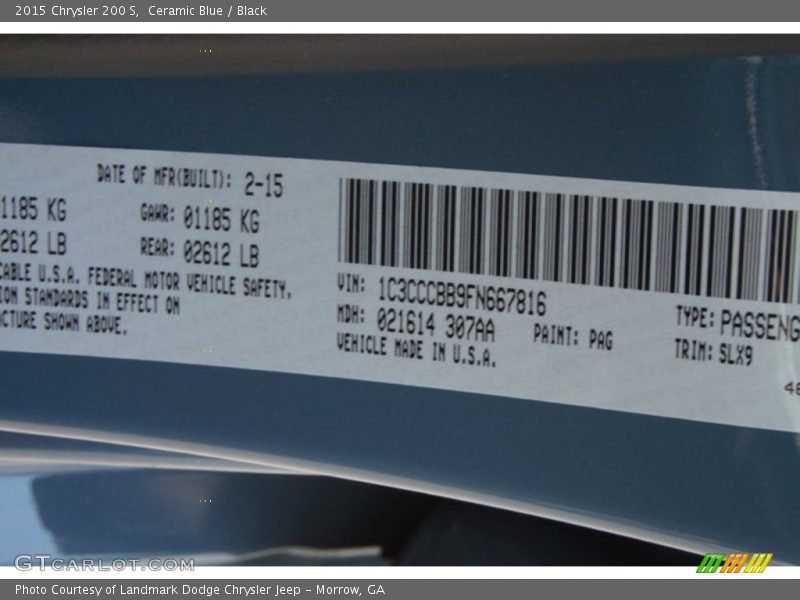 2015 Chrysler 200 S, Ceramic Blue / Black
DATE OF MFR(BUILT): 2-15
1185 KG GAWR: 01185 KG
2612 LB REAR: 02612 LB
CABLE U.S.A. FEDERAL MOTOR VEHICLE SAFETY,
ION STANDARDS IN EFFECT ON
ACTURE SHOWN ABOVE.
VIN: 1C3CCCBB9FN667816
MDH: 021614 307AA PAINT: PAG
VEHICLE MADE IN U.S.A.
TYPE: PASSENG
TRIM: SLX9
GTCARLOT.COM
Photo Courtesy of Landmark Dodge Chrysler Jeep – Morrow, GA